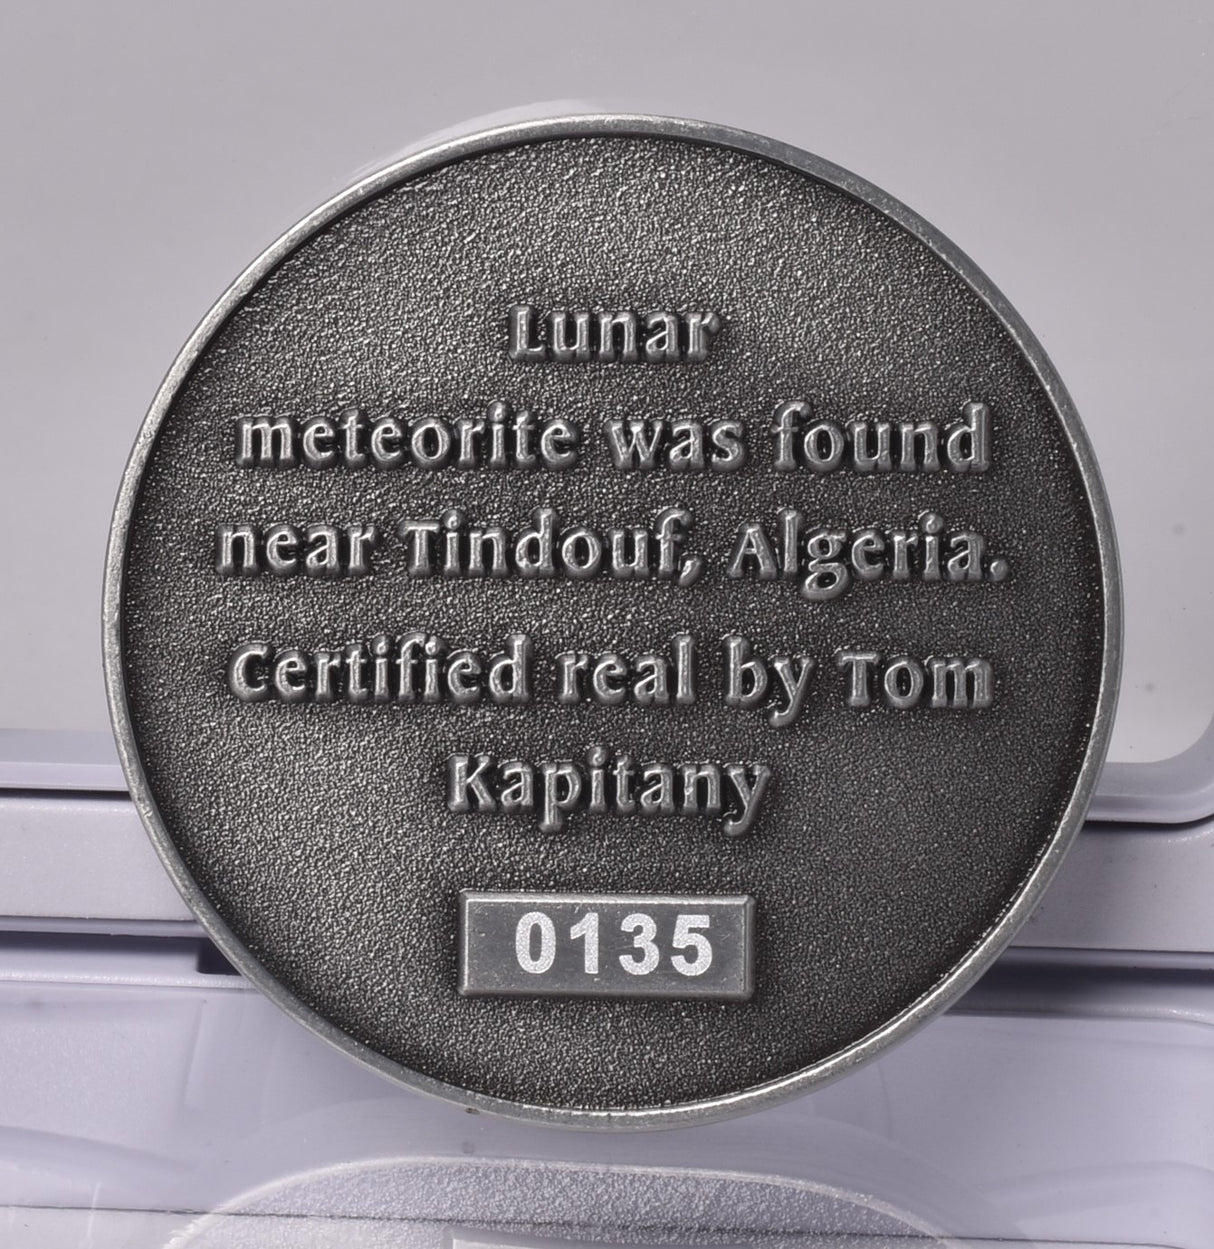 Lunar
meteorite was found
near Tindouf, Algeria.
Certified real by Tom
Kapitany
0135